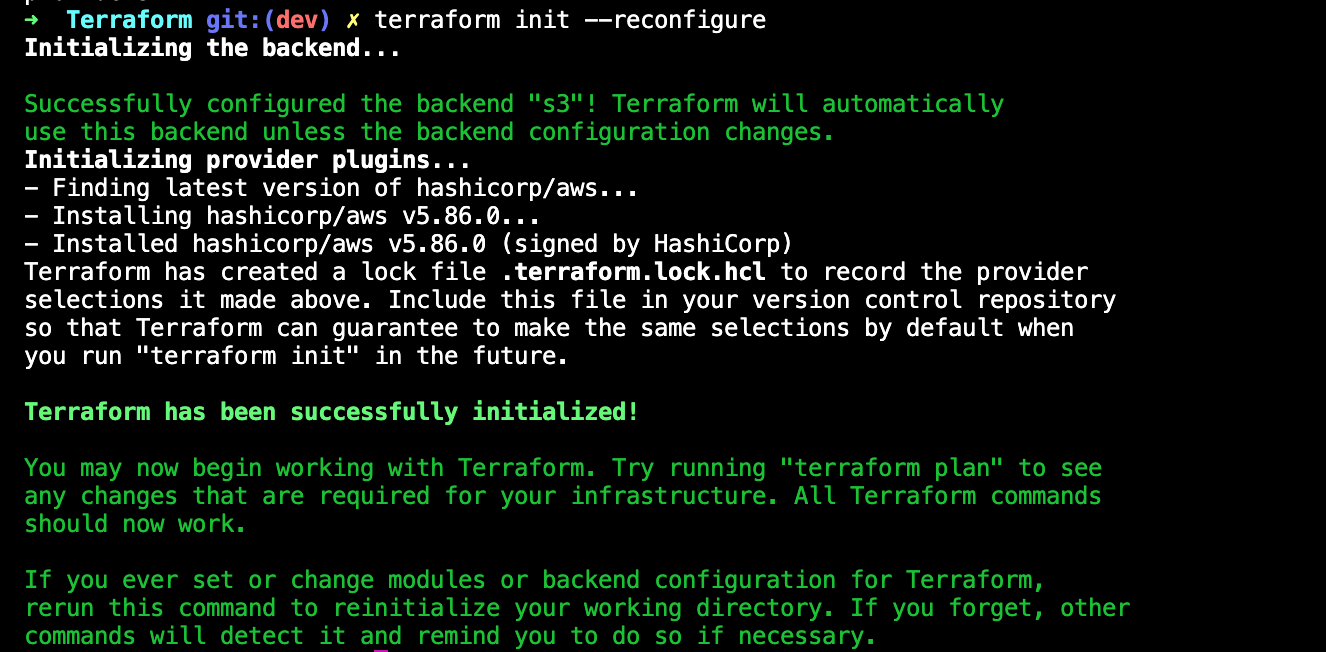 ➜  Terraform git:(dev) ✗ terraform init --reconfigure
Initializing the backend...
Successfully configured the backend "s3"! Terraform will automatically
use this backend unless the backend configuration changes.
Initializing provider plugins...
- Finding latest version of hashicorp/aws...
- Installing hashicorp/aws v5.86.0...
- Installed hashicorp/aws v5.86.0 (signed by HashiCorp)
Terraform has created a lock file .terraform.lock.hcl to record the provider
selections it made above. Include this file in your version control repository
so that Terraform can guarantee to make the same selections by default when
you run "terraform init" in the future.
Terraform has been successfully initialized!
You may now begin working with Terraform. Try running "terraform plan" to see
any changes that are required for your infrastructure. All Terraform commands
should now work.
If you ever set or change modules or backend configuration for Terraform,
rerun this command to reinitialize your working directory. If you forget, other
commands will detect it and remind you to do so if necessary.